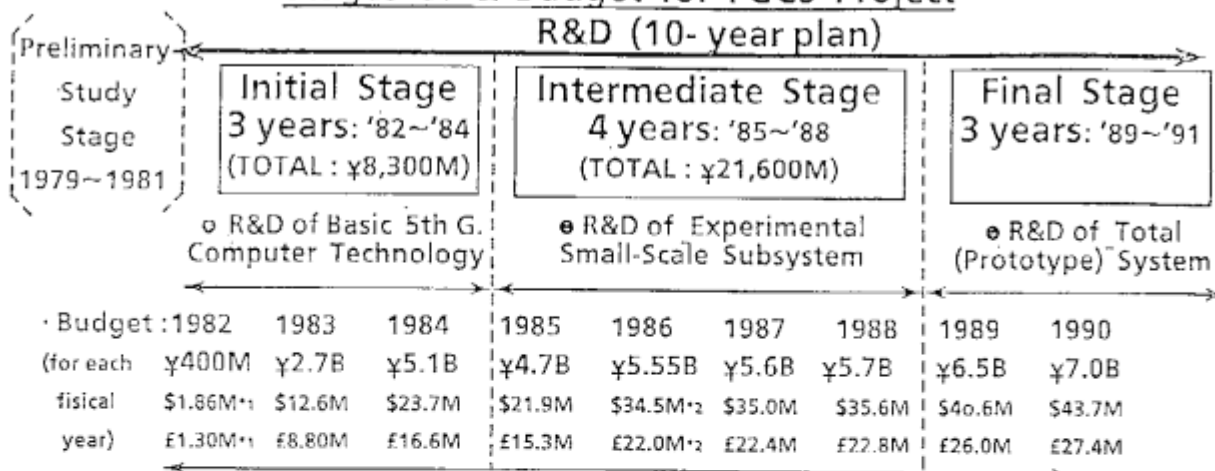 Budget for FGCS Project
R&D (10- year plan)
(Preliminary
Study
Stage
1979~1981)
Initial Stage
3 years: '82~'84
(TOTAL : ¥8,300M)
Intermediate Stage
4 years: '85~'88
(TOTAL : ¥21,600M)
Final Stage
3 years: '89~'91
o R&D of Basic 5th G.
Computer Technology
● R&D of Experimental
Small-Scale Subsystem
● R&D of Total
(Prototype) System
· Budget : 1982 1983 1984 1985 1986 1987 1988 1989 1990
(for each ¥400M ¥2.7B ¥5.1B ¥4.7B ¥5.55B ¥5.6B ¥5.7B ¥6.5B ¥7.0B
fisical $1.86M*1 $12.6M $23.7M $21.9M $34.5M*2 $35.0M $35.6M $40.6M $43.7M
year) £1.30M*1 £8.80M £16.6M £15.3M £22.0M*2 £22.4M £22.8M £26.0M £27.4M